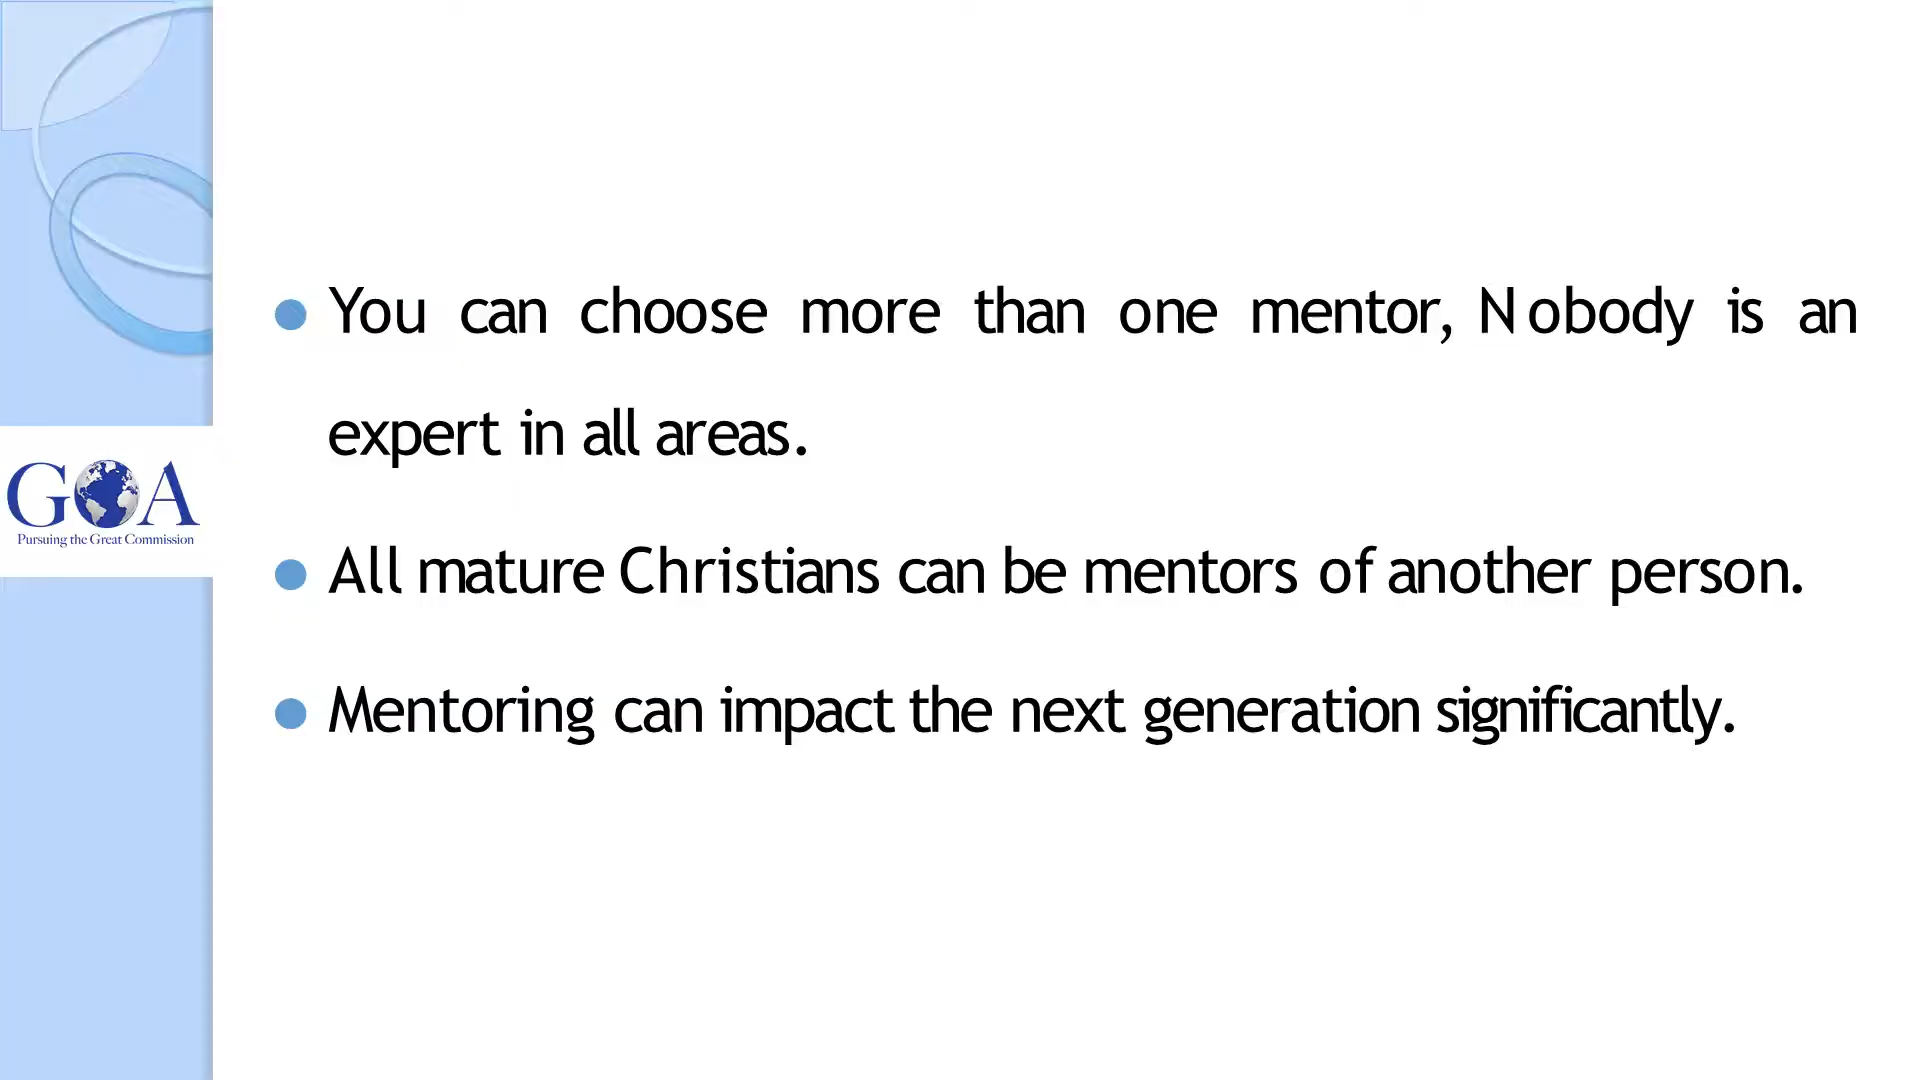 You can choose more than one mentor, Nobody is an
expert in all areas.
GOA
Pursuing the Great Commission
All mature Christians can be mentors of another person.
Mentoring can impact the next generation significantly.